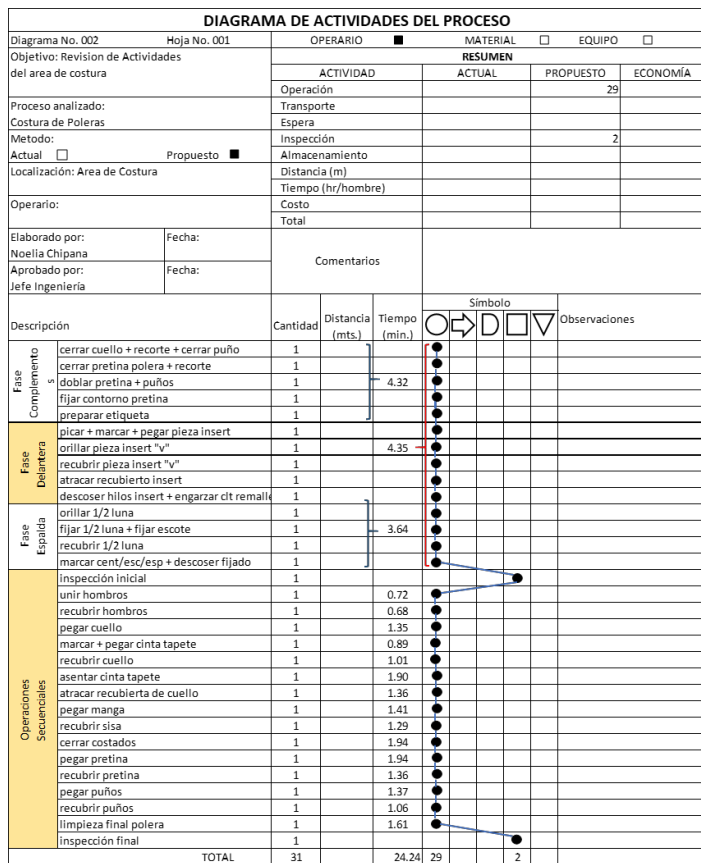 DIAGRAMA DE ACTIVIDADES DEL PROCESO
Diagrama No. 002 Hoja No. 001 OPERARIO MATERIAL EQUIPO
Objetivo: Revision de Actividades
del area de costura
RESUMEN
ACTIVIDAD ACTUAL PROPUESTO ECONOMÍA
Operación 29
Proceso analizado:
Costura de Poleras
Transporte
Espera
Metodo:
Actual Propuesto
Inspección 2
Almacenamiento
Localización: Area de Costura
Distancia (m)
Tiempo (hr/hombre)
Operario:
Costo
Total
Elaborado por: Fecha:
Noelia Chipana
Comentarios
Aprobado por: Fecha:
Jefe Ingeniería
Descripción Cantidad Distancia (mts.) Tiempo (min.) Símbolo Observaciones
Fase Complementos
cerrar cuello + recorte + cerrar puño 1
cerrar pretina polera + recorte 1
doblar pretina + puños 1 4.32
fijar contorno pretina 1
preparar etiqueta 1
Fase Delantera
picar + marcar + pegar pieza insert 1
orillar pieza insert "v" 1 4.35
recubrir pieza insert "v" 1
atracar recubierto insert 1
descoser hilos insert + engarzar clt remalle 1
Fase Espalda
orillar 1/2 luna 1
fijar 1/2 luna + fijar escote 1 3.64
recubrir 1/2 luna 1
marcar cent/esc/esp + descoser fijado 1
Operaciones Secuenciales
inspección inicial 1
unir hombros 1 0.72
recubrir hombros 1 0.68
pegar cuello 1 1.35
marcar + pegar cinta tapete 1 0.89
recubrir cuello 1 1.01
asentar cinta tapete 1 1.90
atracar recubierta de cuello 1 1.36
pegar manga 1 1.41
recubrir sisa 1 1.29
cerrar costados 1 1.94
pegar pretina 1 1.94
recubrir pretina 1 1.36
pegar puños 1 1.37
recubrir puños 1 1.06
limpieza final polera 1 1.61
inspección final 1
TOTAL 31 24.24 29 2